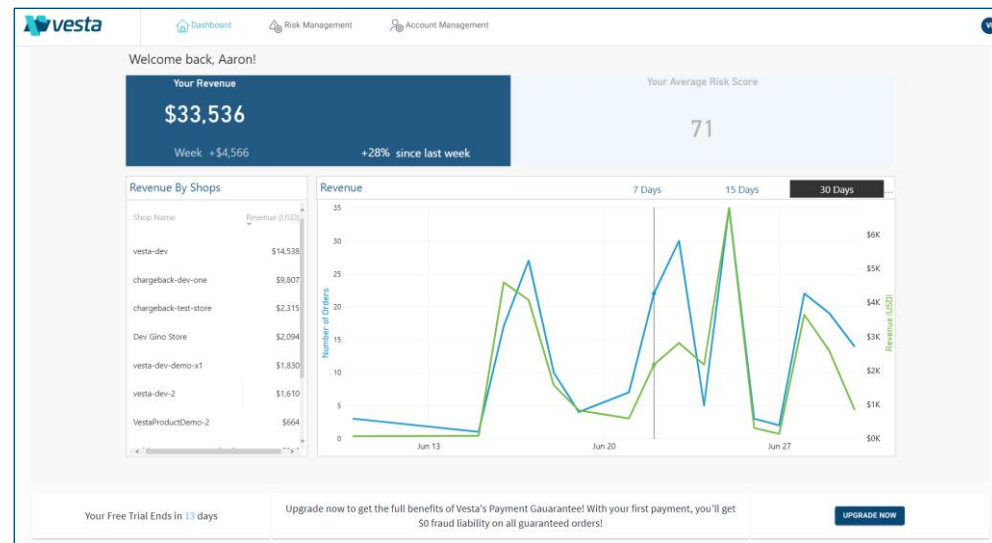 vesta
Dashboard
Risk Management
Account Management
Welcome back, Aaron!
Your Revenue
$33,536
Week +$4,566
+28% since last week
Your Average Risk Score
71
Revenue By Shops
Shop Name Revenue (USD)
vesta-dev $14,538
chargeback-dev-one $9,807
chargeback-test-store $2,315
Dev Gino Store $2,094
vesta-dev-demo-x1 $1,830
vesta-dev-2 $1,610
VestaProductDemo-2 $664
Revenue
7 Days
15 Days
30 Days
...
Number of Orders
35
30
25
20
15
10
5
0
Jun 13
Jun 20
Jun 27
$6K
$5K
$4K
$3K
$2K
$1K
$0K
Revenue (USD)
Your Free Trial Ends in 13 days
Upgrade now to get the full benefits of Vesta's Payment Gauarantee! With your first payment, you'll get
$0 fraud liability on all guaranteed orders!
UPGRADE NOW